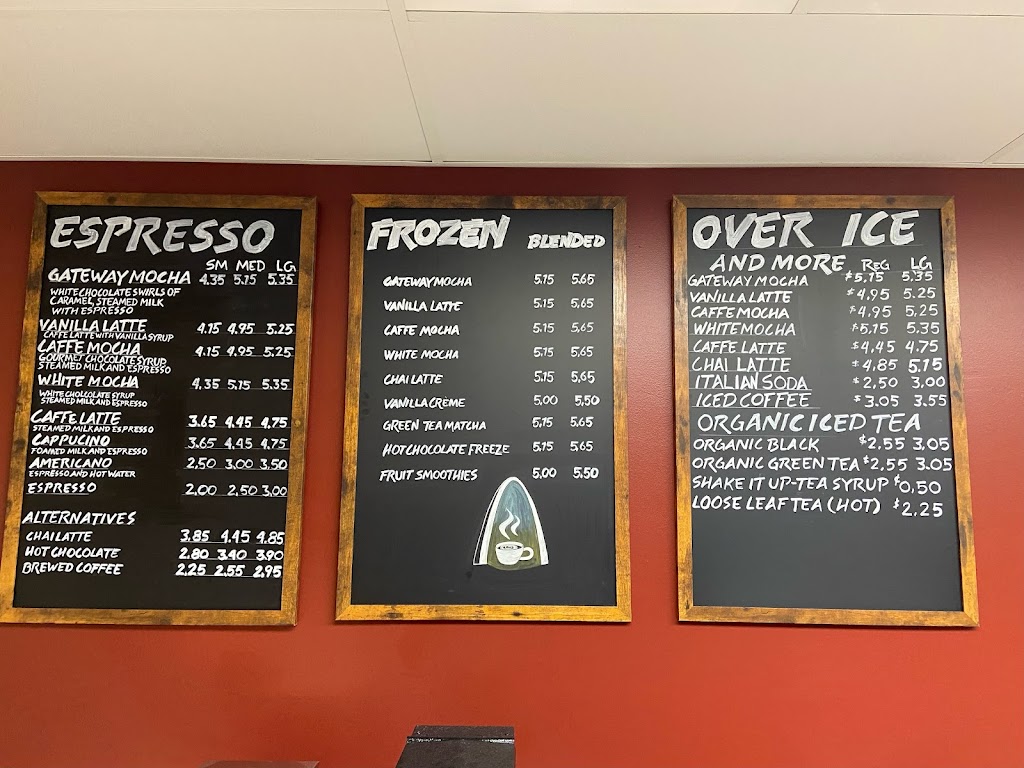 ESPRESSO
SM MED LG
GATEWAY MOCHA 4.35 5.15 5.35
WHITE CHOCOLATE SWIRLS OF
CARAMEL, STEAMED MILK
WITH ESPRESSO
VANILLA LATTE 4.15 4.95 5.25
CAFFE LATTE WITH VANILLA SYRUP
CAFFE MOCHA 4.15 4.95 5.25
GOURMET CHOCOLATE SYRUP
STEAMED MILK AND ESPRESSO
WHITE MOCHA 4.35 5.15 5.35
WHITE CHOLCOLATE SYRUP
STEAMED MILK AND ESPRESSO
CAFFE LATTE 3.65 4.45 4.75
STEAMED MILK AND ESPRESSO
CAPPUCINO 3.65 4.45 4.75
FOAMED MILK AND ESPRESSO
AMERICANO 2.50 3.00 3.50
ESPRESSO AND HOT WATER
ESPRESSO 2.00 2.50 3.00
ALTERNATIVES
CHAI LATTE 3.85 4.45 4.85
HOT CHOCOLATE 2.80 3.40 3.90
BREWED COFFEE 2.25 2.55 2.95
FROZEN BLENDED
GATEWAY MOCHA 5.15 5.65
VANILLA LATTE 5.15 5.65
CAFFE MOCHA 5.15 5.65
WHITE MOCHA 5.15 5.65
CHAI LATTE 5.15 5.65
VANILLA CREME 5.00 5.50
GREEN TEA MATCHA 5.15 5.65
HOT CHOCOLATE FREEZE 5.15 5.65
FRUIT SMOOTHIES 5.00 5.50
OVER ICE
AND MORE REG LG
GATEWAY MOCHA $5.15 5.35
VANILLA LATTE $4.95 5.25
CAFFE MOCHA $4.95 5.25
WHITE MOCHA $5.15 5.35
CAFFE LATTE $4.45 4.75
CHAI LATTE $4.85 5.15
ITALIAN SODA $2.50 3.00
ICED COFFEE $3.05 3.55
ORGANIC ICED TEA
ORGANIC BLACK $2.55 3.05
ORGANIC GREEN TEA $2.55 3.05
SHAKE IT UP-TEA SYRUP $0.50
LOOSE LEAF TEA (HOT) $2.25